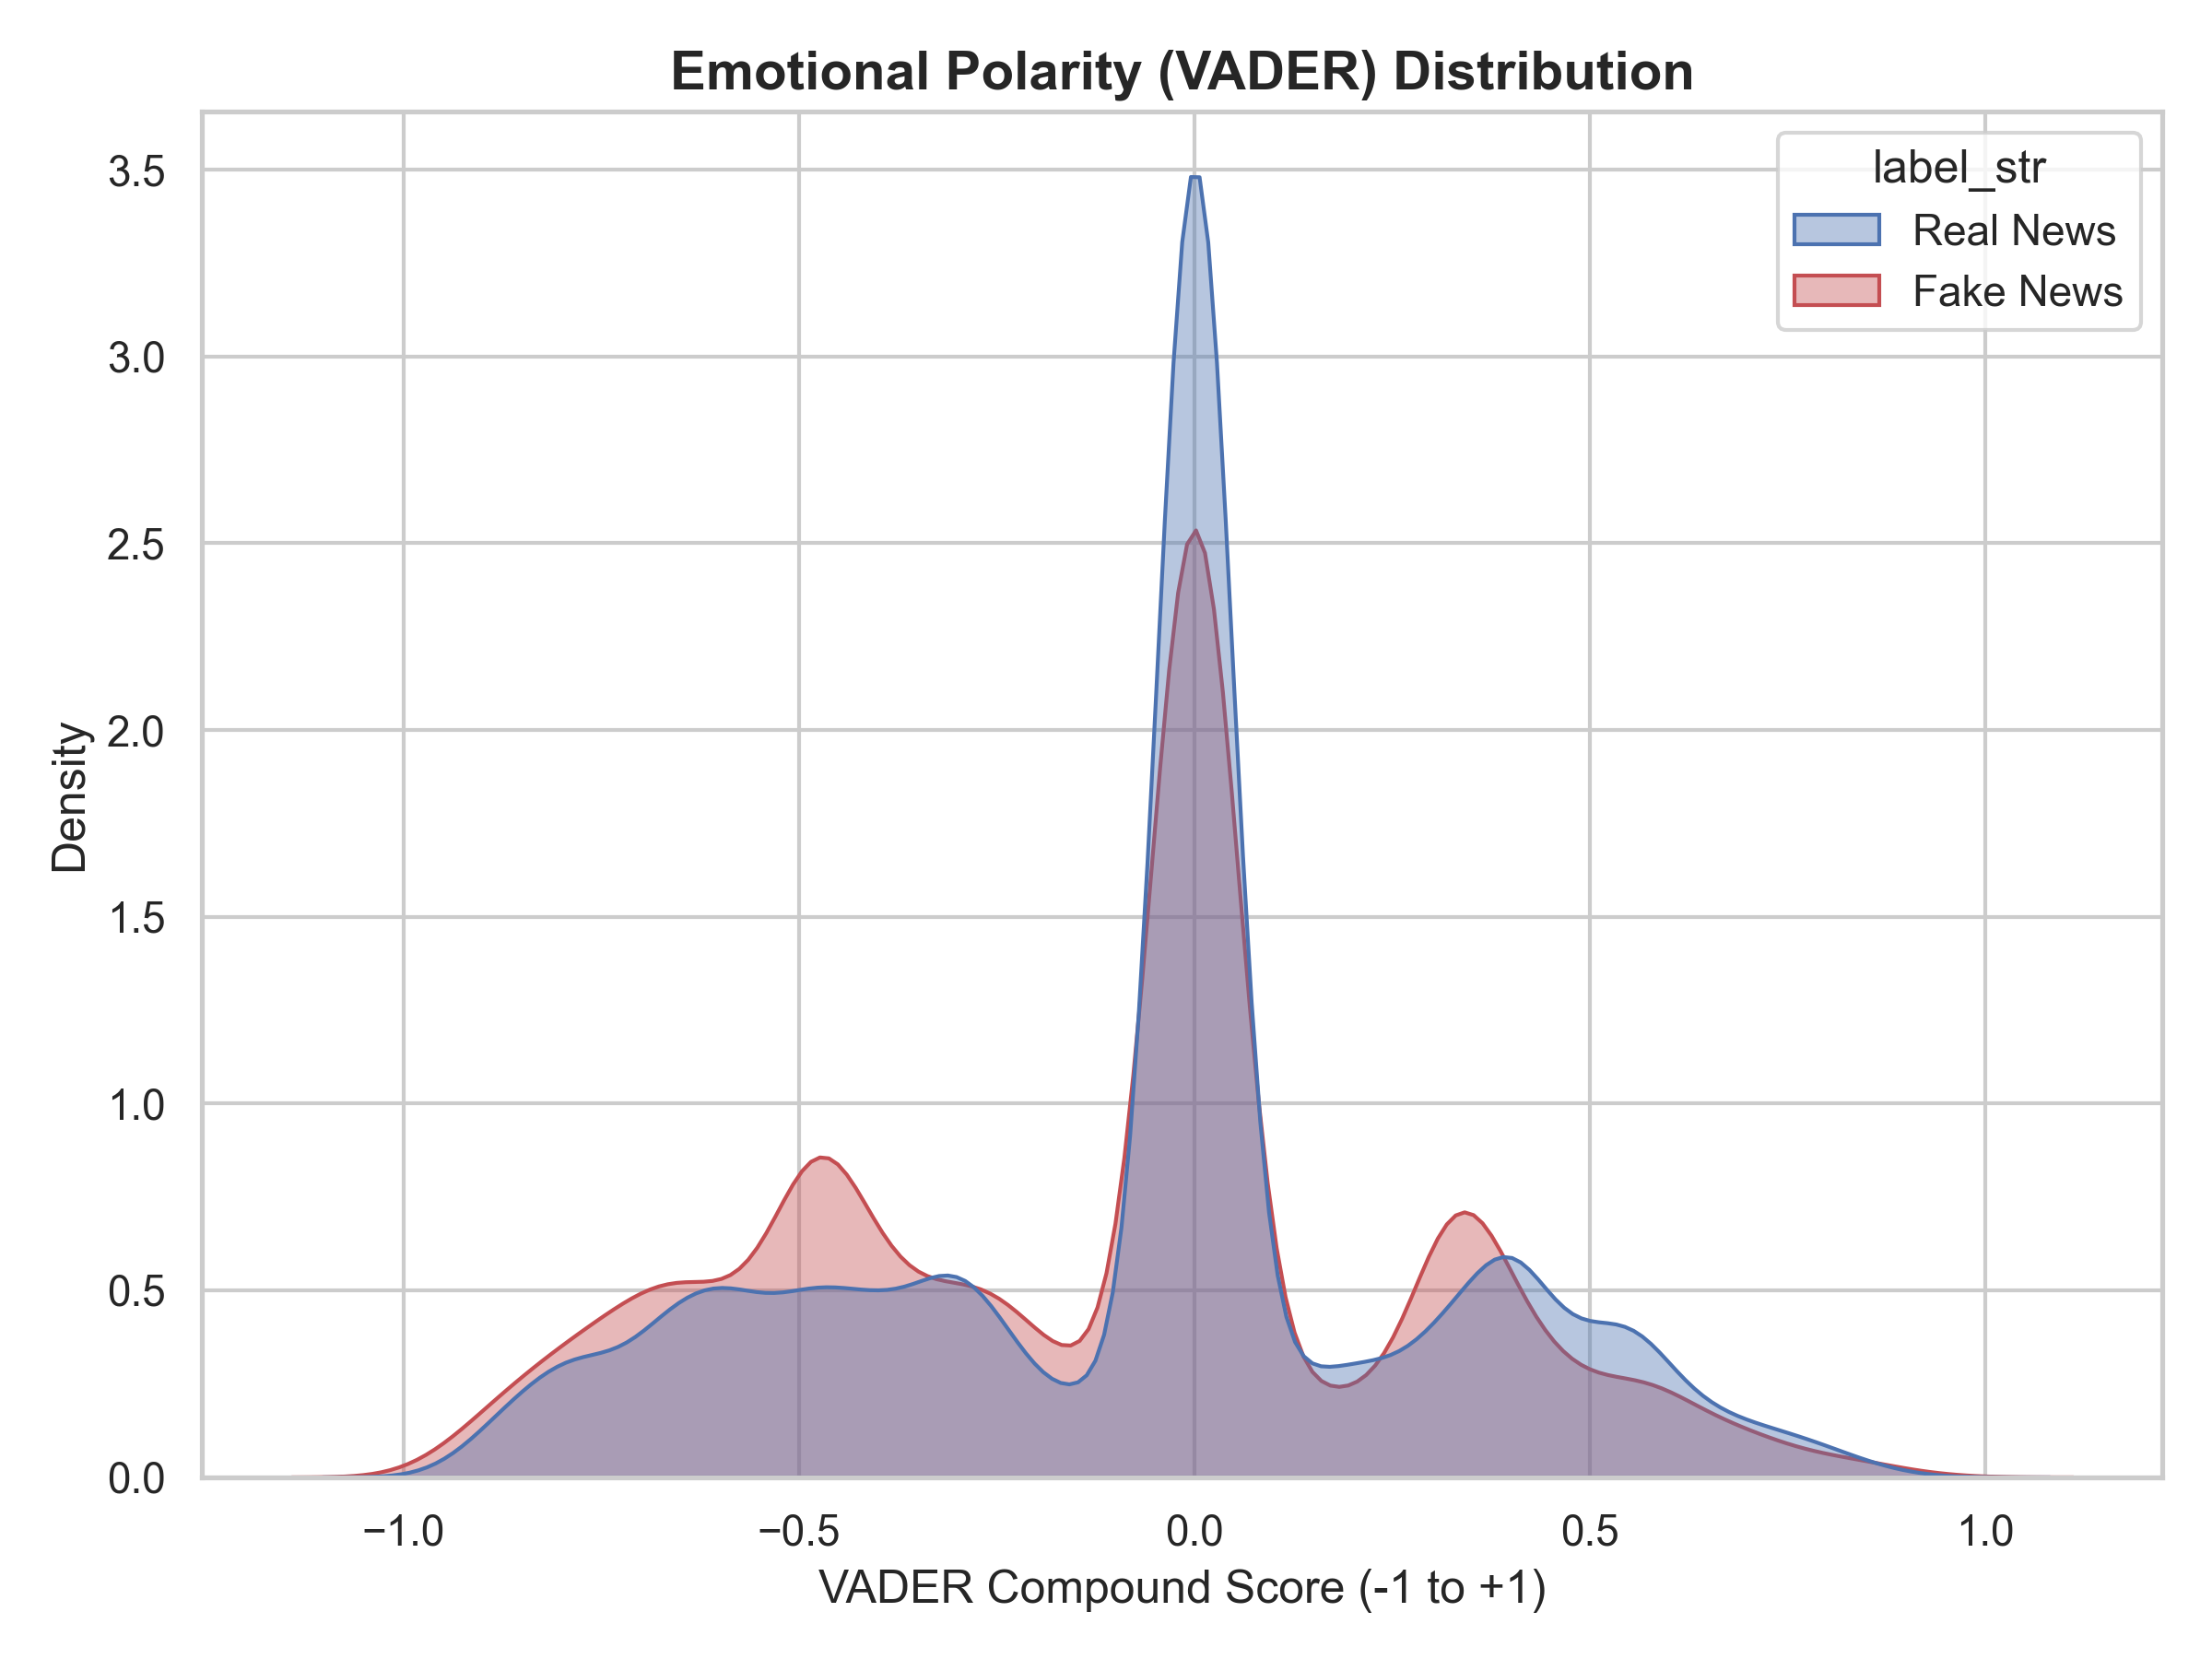 Emotional Polarity (VADER) Distribution
label_str
Real News
Fake News
Density
3.5
3.0
2.5
2.0
1.5
1.0
0.5
0.0
−1.0
−0.5
0.0
0.5
1.0
VADER Compound Score (-1 to +1)